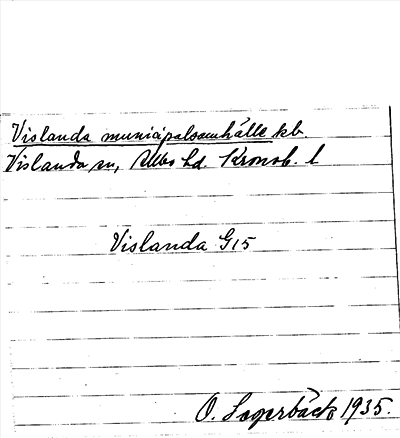 Vislanda municipalsamhälle kb.
Vislanda sn, Allbo hd. Kronob. l
Vislanda G15
O. Lagerbäck 1935.